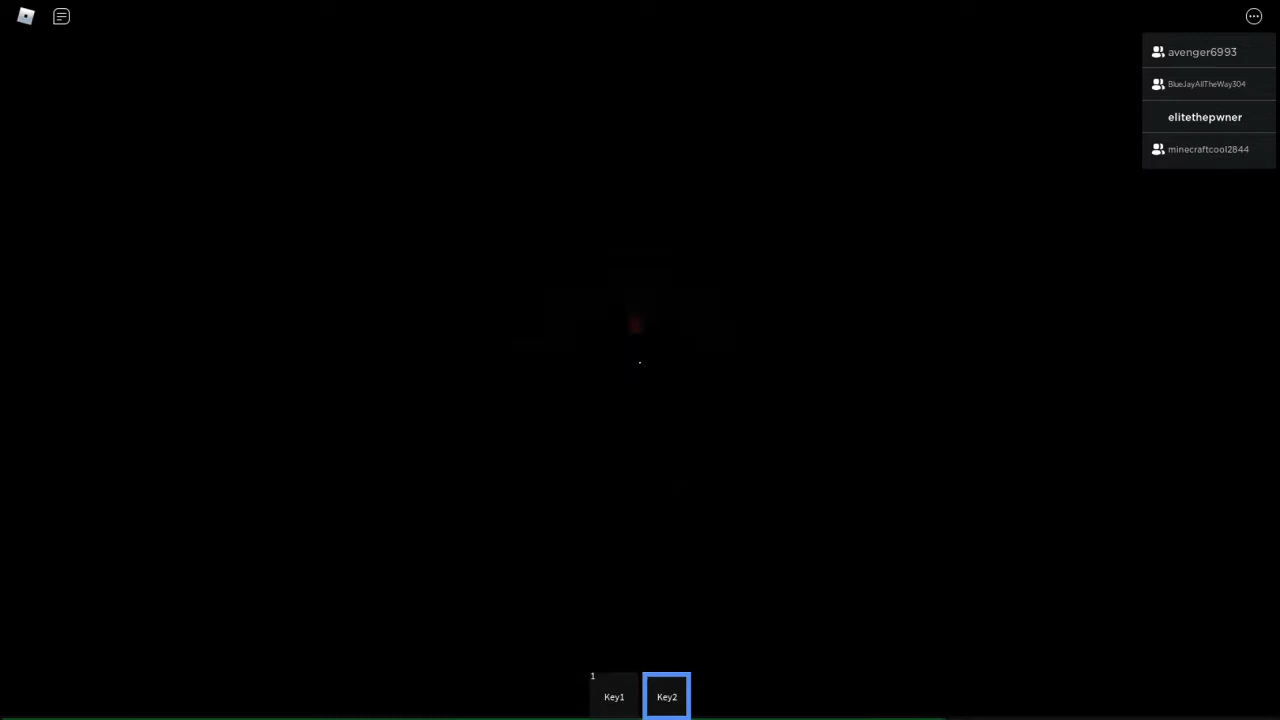 avenger6993
BlueJayAllTheWay304
elitethepwner
minecraftcool2844
1
Key1
Key2